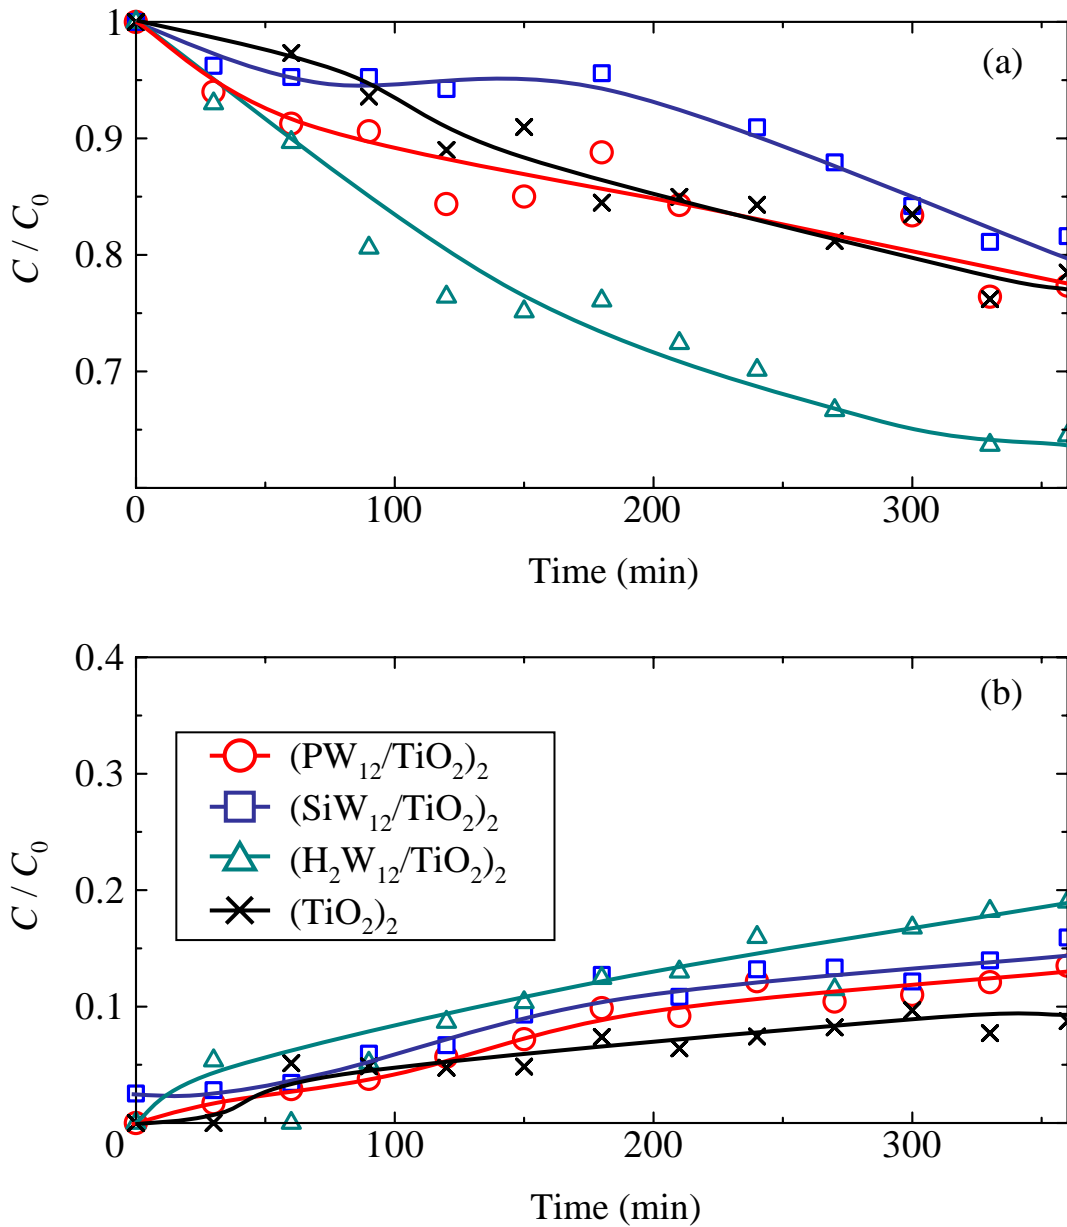 (a)
1
0.9
0.8
0.7
C / C₀
0 100 200 300
Time (min)
(b)
0.4
0.3
0.2
0.1
0
C / C₀
(PW₁₂/TiO₂)₂
(SiW₁₂/TiO₂)₂
(H₂W₁₂/TiO₂)₂
(TiO₂)₂
100 200 300
Time (min)